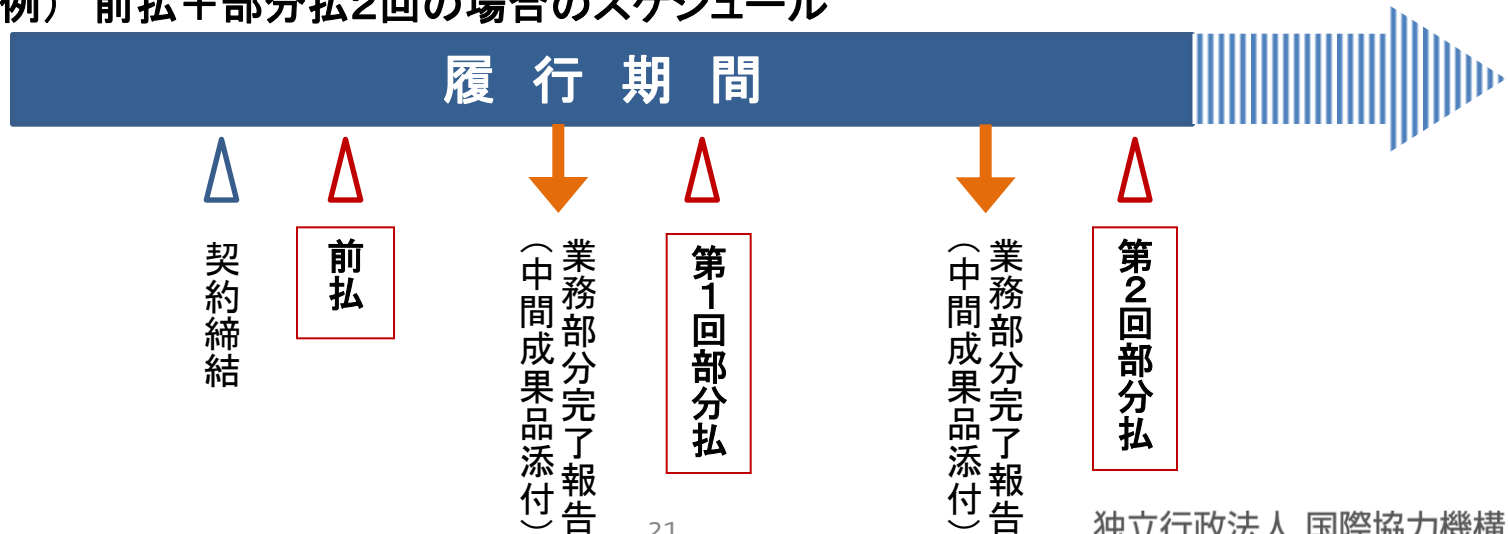 例） 前払＋部分払2回の場合のスケジュール
履 行 期 間
契約締結
前払
業務部分完了報告
（中間成果品添付）
第1回部分払
業務部分完了報告
（中間成果品添付）
第2回部分払
21
独立行政法人 国際協力機構